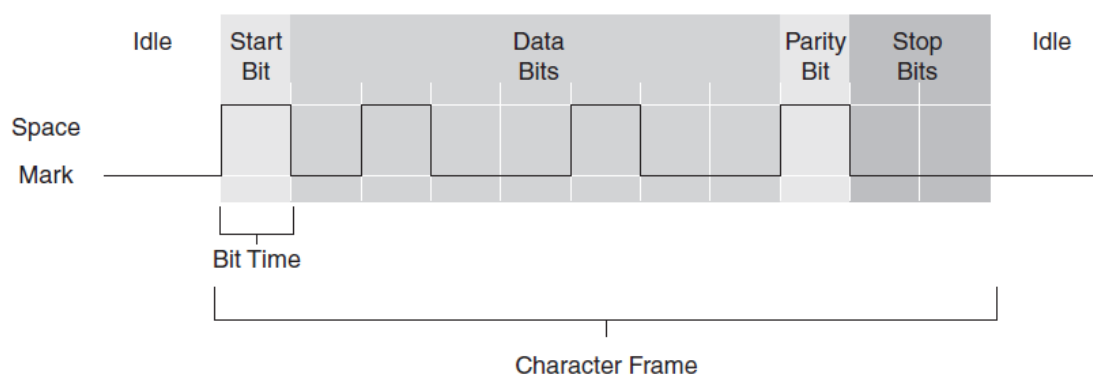 Idle
Start
Bit
Data
Bits
Parity
Bit
Stop
Bits
Idle
Space
Mark
Bit Time
Character Frame